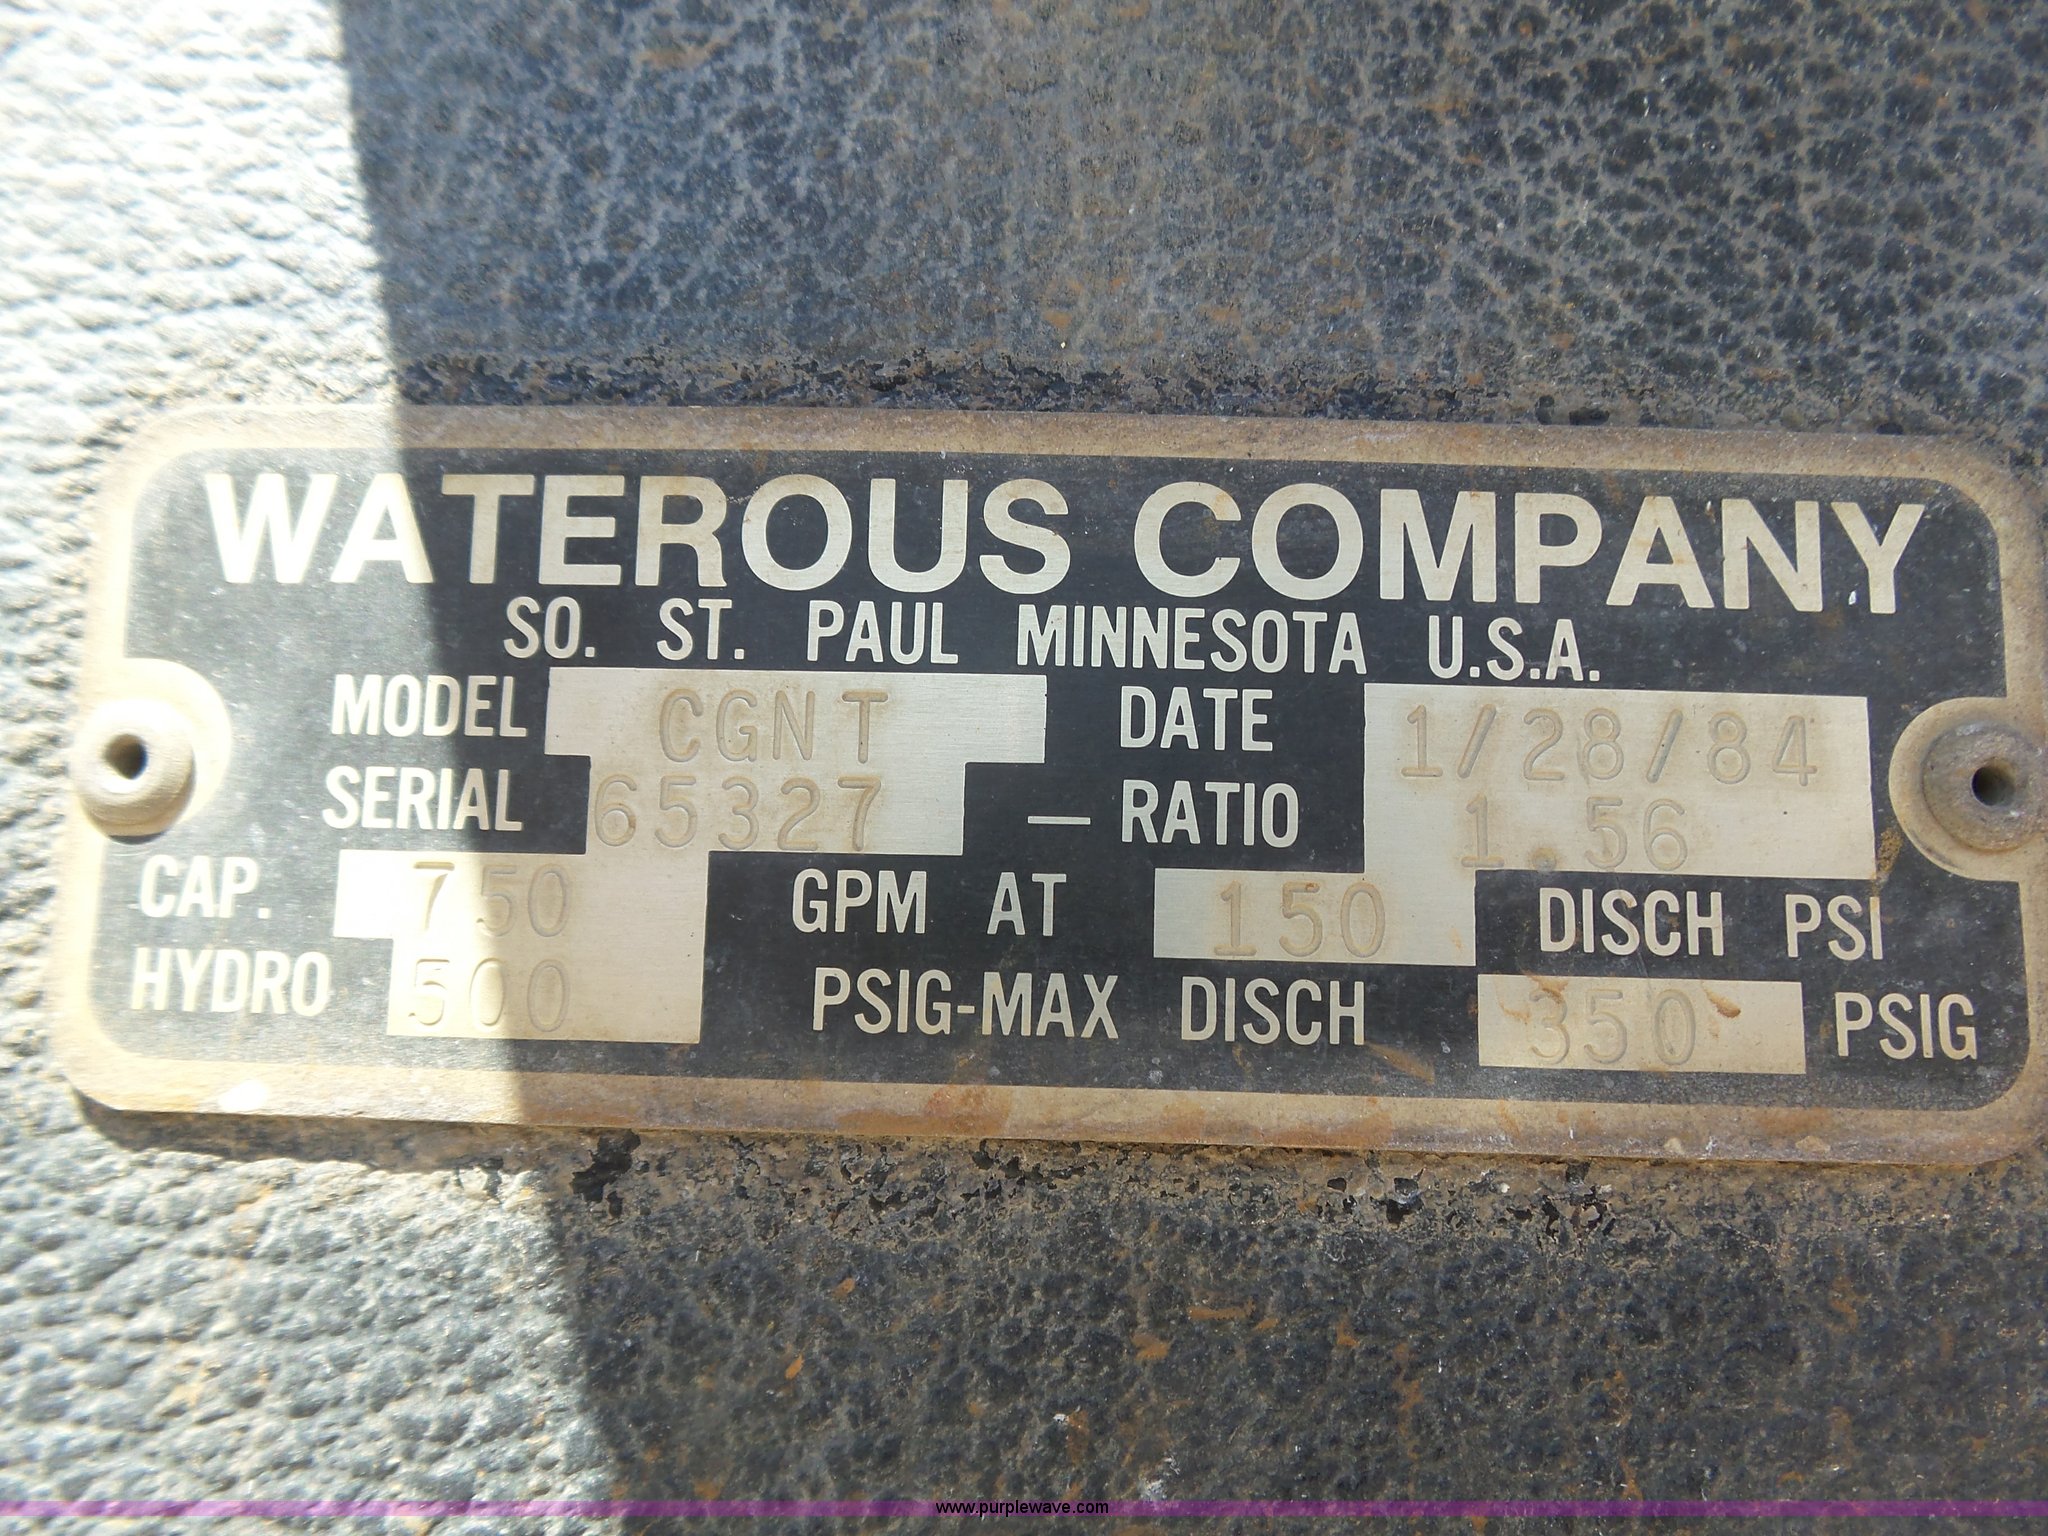 WATEROUS COMPANY
SO. ST. PAUL MINNESOTA U.S.A.
MODEL CGNT DATE 1/28/84
SERIAL 65327 — RATIO 1.56
CAP. 750 GPM AT 150 DISCH PSI
HYDRO 500 PSIG-MAX DISCH 350 PSIG
www.purplewave.com